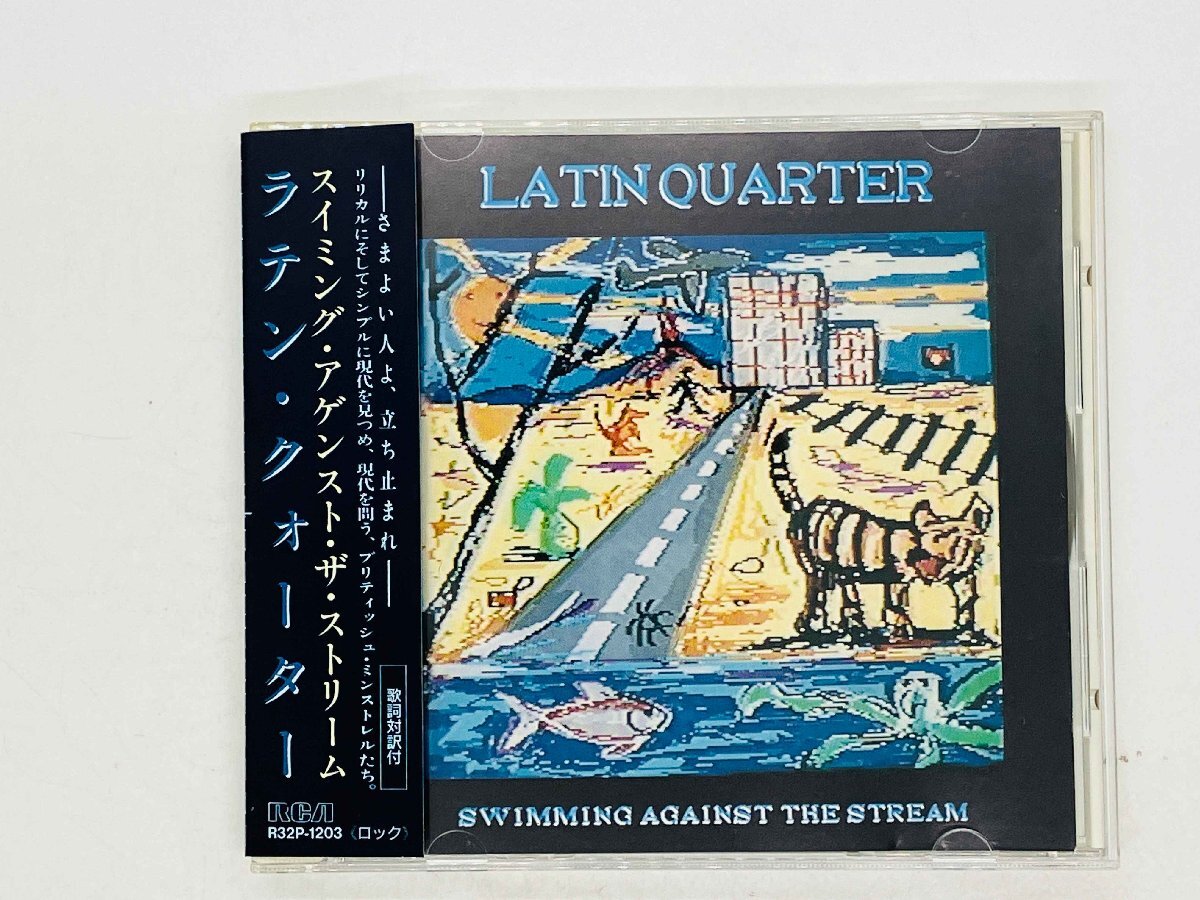 ――さまよい人よ、立ち止まれ――
リリカルにそしてシンプルに現代を見つめ、現代を問う、ブリティッシュ・ミンストレルたち。
スイミング・アゲンスト・ザ・ストリーム
ラテン・クォーター
歌詞対訳付
RCA
R32P-1203 《ロック》
LATIN QUARTER
SWIMMING AGAINST THE STREAM